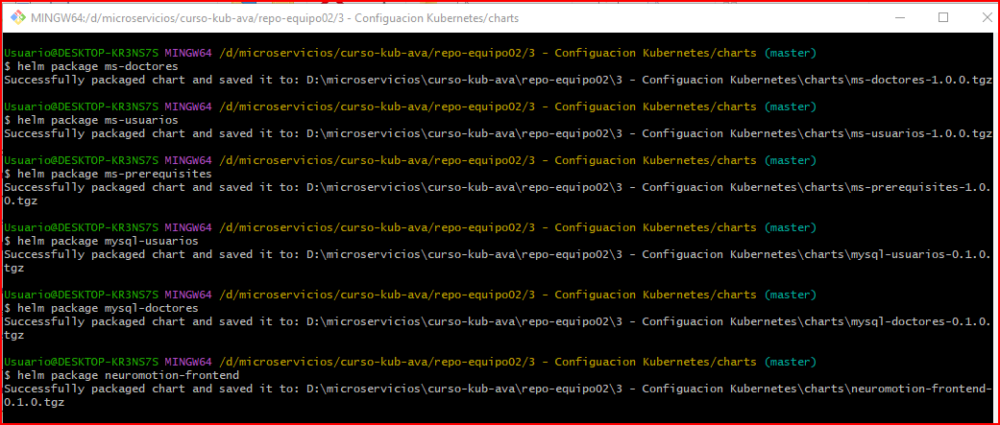 MINGW64:/d/microservicios/curso-kub-ava/repo-equipo02/3 - Configuacion Kubernetes/charts
Usuario@DESKTOP-KR3NS7S MINGW64 /d/microservicios/curso-kub-ava/repo-equipo02/3 - Configuacion Kubernetes/charts (master)
$ helm package ms-doctores
Successfully packaged chart and saved it to: D:\microservicios\curso-kub-ava\repo-equipo02\3 - Configuacion Kubernetes\charts\ms-doctores-1.0.0.tgz
Usuario@DESKTOP-KR3NS7S MINGW64 /d/microservicios/curso-kub-ava/repo-equipo02/3 - Configuacion Kubernetes/charts (master)
$ helm package ms-usuarios
Successfully packaged chart and saved it to: D:\microservicios\curso-kub-ava\repo-equipo02\3 - Configuacion Kubernetes\charts\ms-usuarios-1.0.0.tgz
Usuario@DESKTOP-KR3NS7S MINGW64 /d/microservicios/curso-kub-ava/repo-equipo02/3 - Configuacion Kubernetes/charts (master)
$ helm package ms-prerequisites
Successfully packaged chart and saved it to: D:\microservicios\curso-kub-ava\repo-equipo02\3 - Configuacion Kubernetes\charts\ms-prerequisites-1.0.
0.tgz
Usuario@DESKTOP-KR3NS7S MINGW64 /d/microservicios/curso-kub-ava/repo-equipo02/3 - Configuacion Kubernetes/charts (master)
$ helm package mysql-usuarios
Successfully packaged chart and saved it to: D:\microservicios\curso-kub-ava\repo-equipo02\3 - Configuacion Kubernetes\charts\mysql-usuarios-0.1.0.
tgz
Usuario@DESKTOP-KR3NS7S MINGW64 /d/microservicios/curso-kub-ava/repo-equipo02/3 - Configuacion Kubernetes/charts (master)
$ helm package mysql-doctores
Successfully packaged chart and saved it to: D:\microservicios\curso-kub-ava\repo-equipo02\3 - Configuacion Kubernetes\charts\mysql-doctores-0.1.0.
tgz
Usuario@DESKTOP-KR3NS7S MINGW64 /d/microservicios/curso-kub-ava/repo-equipo02/3 - Configuacion Kubernetes/charts (master)
$ helm package neuromotion-frontend
Successfully packaged chart and saved it to: D:\microservicios\curso-kub-ava\repo-equipo02\3 - Configuacion Kubernetes\charts\neuromotion-frontend-
0.1.0.tgz